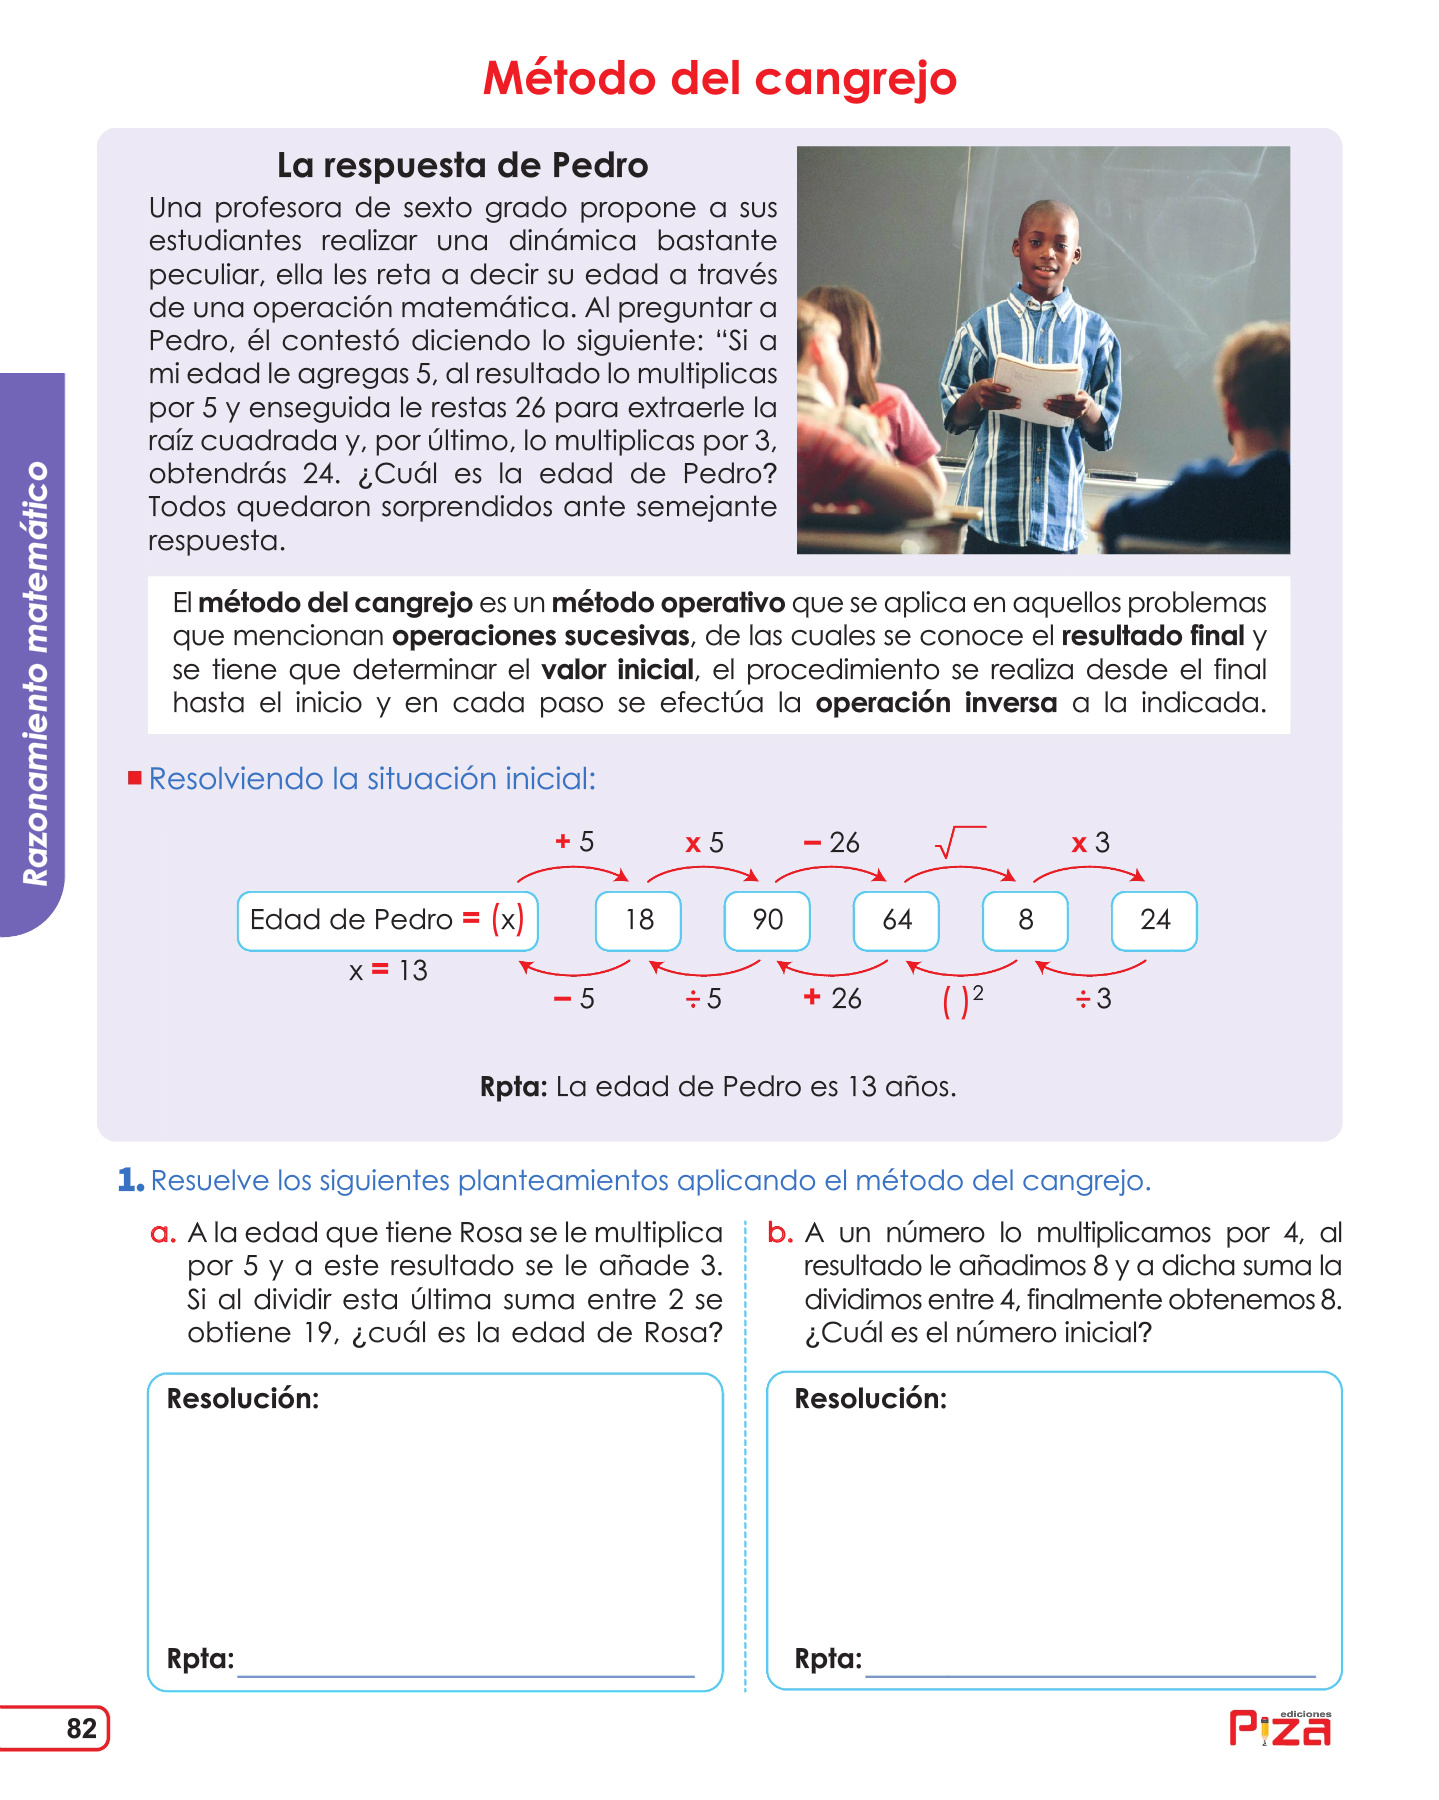 Método del cangrejo
La respuesta de Pedro
Una profesora de sexto grado propone a sus
estudiantes realizar una dinámica bastante
peculiar, ella les reta a decir su edad a través
de una operación matemática. Al preguntar a
Pedro, él contestó diciendo lo siguiente: “Si a
mi edad le agregas 5, al resultado lo multiplicas
por 5 y enseguida le restas 26 para extraerle la
raíz cuadrada y, por último, lo multiplicas por 3,
obtendrás 24. ¿Cuál es la edad de Pedro?
Todos quedaron sorprendidos ante semejante
respuesta.
El método del cangrejo es un método operativo que se aplica en aquellos problemas
que mencionan operaciones sucesivas, de las cuales se conoce el resultado final y
se tiene que determinar el valor inicial, el procedimiento se realiza desde el final
hasta el inicio y en cada paso se efectúa la operación inversa a la indicada.
Resolviendo la situación inicial:
+ 5 x 5 – 26 √ x 3
Edad de Pedro = (x) 18 90 64 8 24
x = 13
– 5 ÷ 5 + 26 ( )² ÷ 3
Rpta: La edad de Pedro es 13 años.
1. Resuelve los siguientes planteamientos aplicando el método del cangrejo.
a. A la edad que tiene Rosa se le multiplica
por 5 y a este resultado se le añade 3.
Si al dividir esta última suma entre 2 se
obtiene 19, ¿cuál es la edad de Rosa?
Resolución:
Rpta:
b. A un número lo multiplicamos por 4, al
resultado le añadimos 8 y a dicha suma la
dividimos entre 4, finalmente obtenemos 8.
¿Cuál es el número inicial?
Resolución:
Rpta:
Razonamiento matemático
82
ediciones
Piza